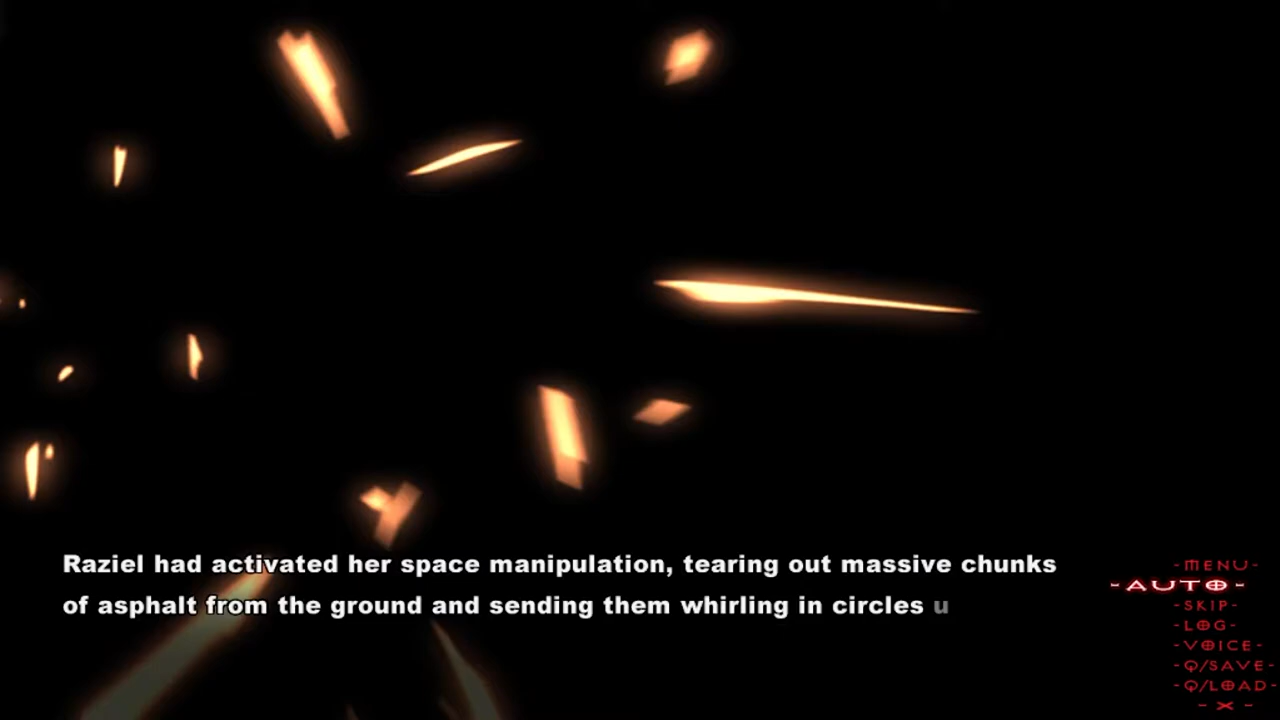 Raziel had activated her space manipulation, tearing out massive chunks
of asphalt from the ground and sending them whirling in circles u
-MENU-
-AUTO-
-SKIP-
-LOG-
-VOICE-
-Q/SAVE-
-Q/LOAD-
-X-